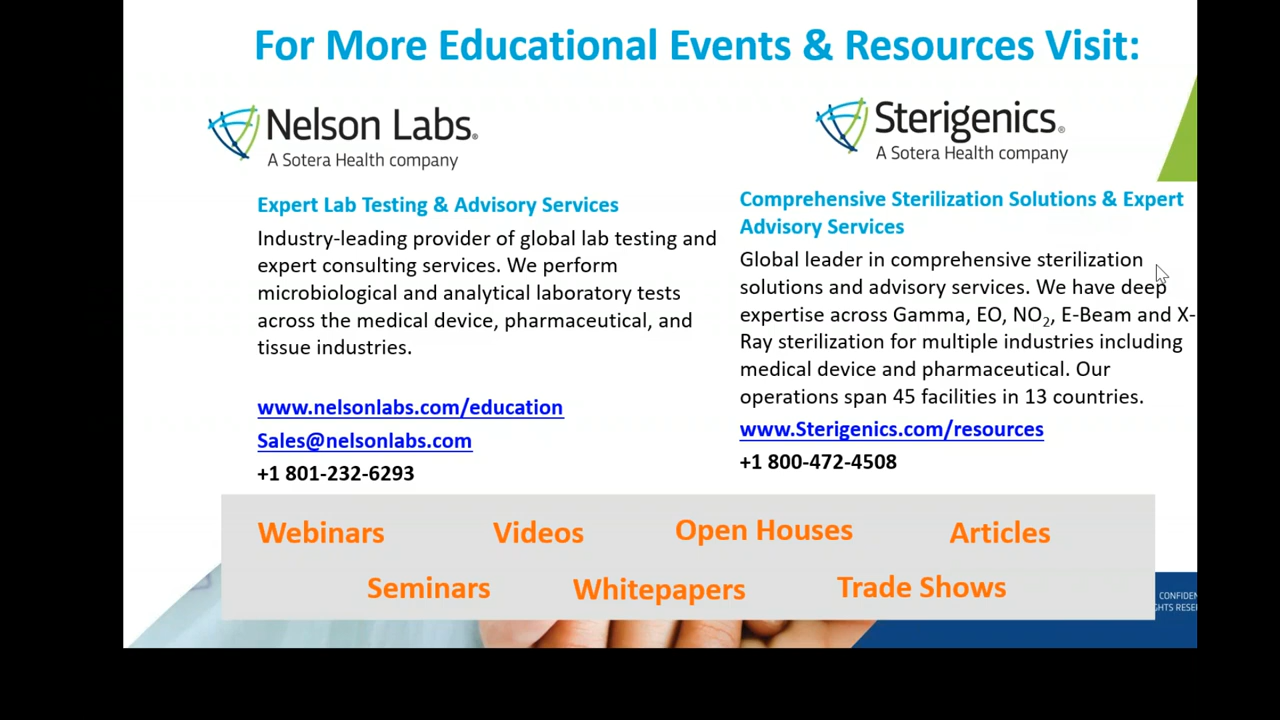 For More Educational Events & Resources Visit:
Nelson Labs®
A Sotera Health company
Expert Lab Testing & Advisory Services
Industry-leading provider of global lab testing and
expert consulting services. We perform
microbiological and analytical laboratory tests
across the medical device, pharmaceutical, and
tissue industries.
www.nelsonlabs.com/education
Sales@nelsonlabs.com
+1 801-232-6293
Sterigenics®
A Sotera Health company
Comprehensive Sterilization Solutions & Expert
Advisory Services
Global leader in comprehensive sterilization
solutions and advisory services. We have deep
expertise across Gamma, EO, NO₂, E-Beam and X-
Ray sterilization for multiple industries including
medical device and pharmaceutical. Our
operations span 45 facilities in 13 countries.
www.Sterigenics.com/resources
+1 800-472-4508
Webinars Videos Open Houses Articles
Seminars Whitepapers Trade Shows